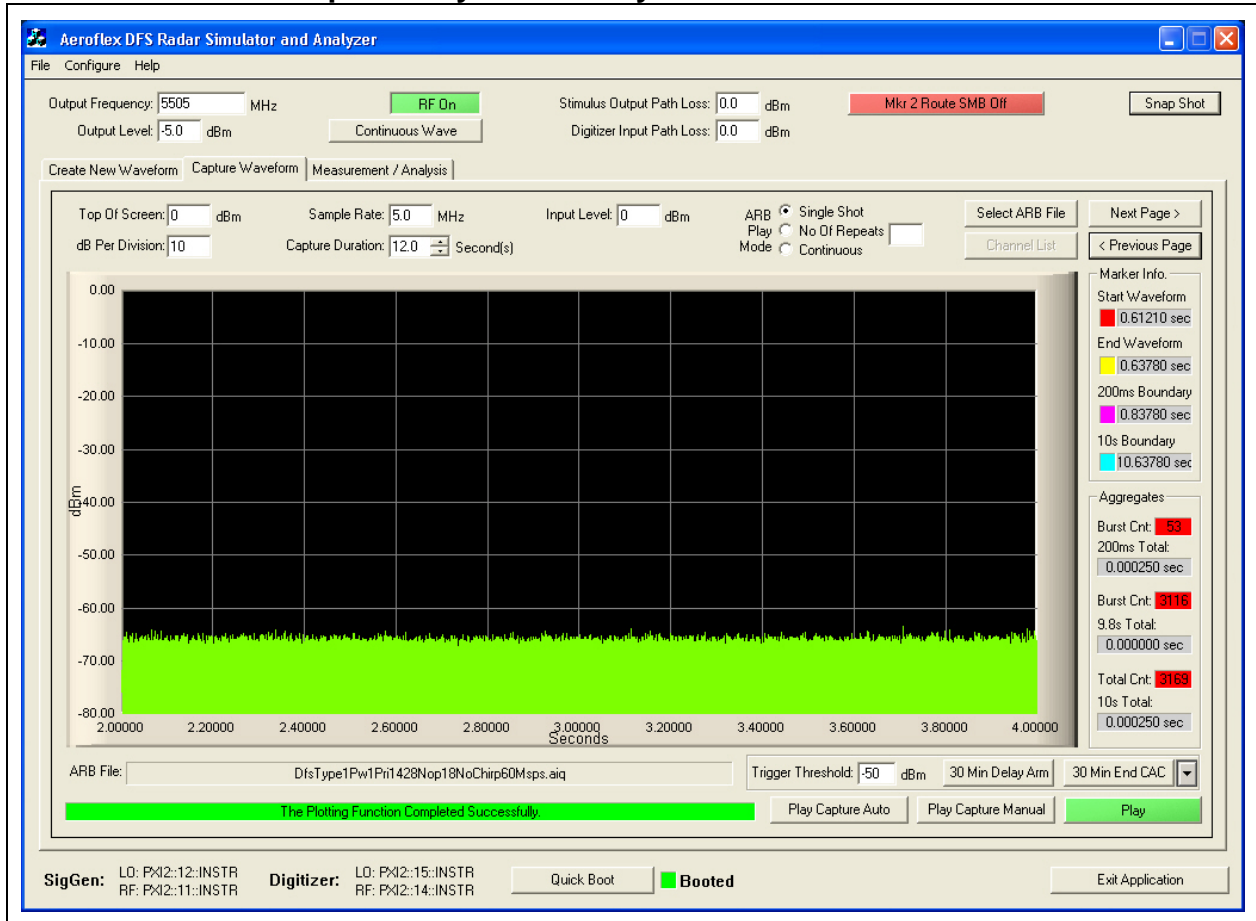 Aeroflex DFS Radar Simulator and Analyzer
File Configure Help
Output Frequency: 5505 MHz
RF On
Stimulus Output Path Loss: 0.0 dBm
Mkr 2 Route SMB Off
Snap Shot
Output Level: -5.0 dBm
Continuous Wave
Digitizer Input Path Loss: 0.0 dBm
Create New Waveform Capture Waveform Measurement / Analysis
Top Of Screen: 0 dBm
Sample Rate: 5.0 MHz
Input Level: 0 dBm
ARB Play Mode
Single Shot
No Of Repeats
Continuous
Select ARB File
Next Page >
dB Per Division: 10
Capture Duration: 12.0 Second(s)
Channel List
< Previous Page
0.00
-10.00
-20.00
-30.00
-40.00
-50.00
-60.00
-70.00
-80.00
dBm
2.00000 2.20000 2.40000 2.60000 2.80000 3.00000 3.20000 3.40000 3.60000 3.80000 4.00000
Seconds
Marker Info.
Start Waveform
0.61210 sec
End Waveform
0.63780 sec
200ms Boundary
0.83780 sec
10s Boundary
10.63780 sec
Aggregates
Burst Cnt: 53
200ms Total:
0.000250 sec
Burst Cnt: 3116
9.8s Total:
0.000000 sec
Total Cnt: 3169
10s Total:
0.000250 sec
ARB File: DfsType1Pw1Pri1428Nop18NoChirp60Msps.aiq
Trigger Threshold: -50 dBm
30 Min Delay Arm
30 Min End CAC
The Plotting Function Completed Successfully.
Play Capture Auto
Play Capture Manual
Play
SigGen: LO: PXI2::12::INSTR
RF: PXI2::11::INSTR
Digitizer: LO: PXI2::15::INSTR
RF: PXI2::14::INSTR
Quick Boot
Booted
Exit Application